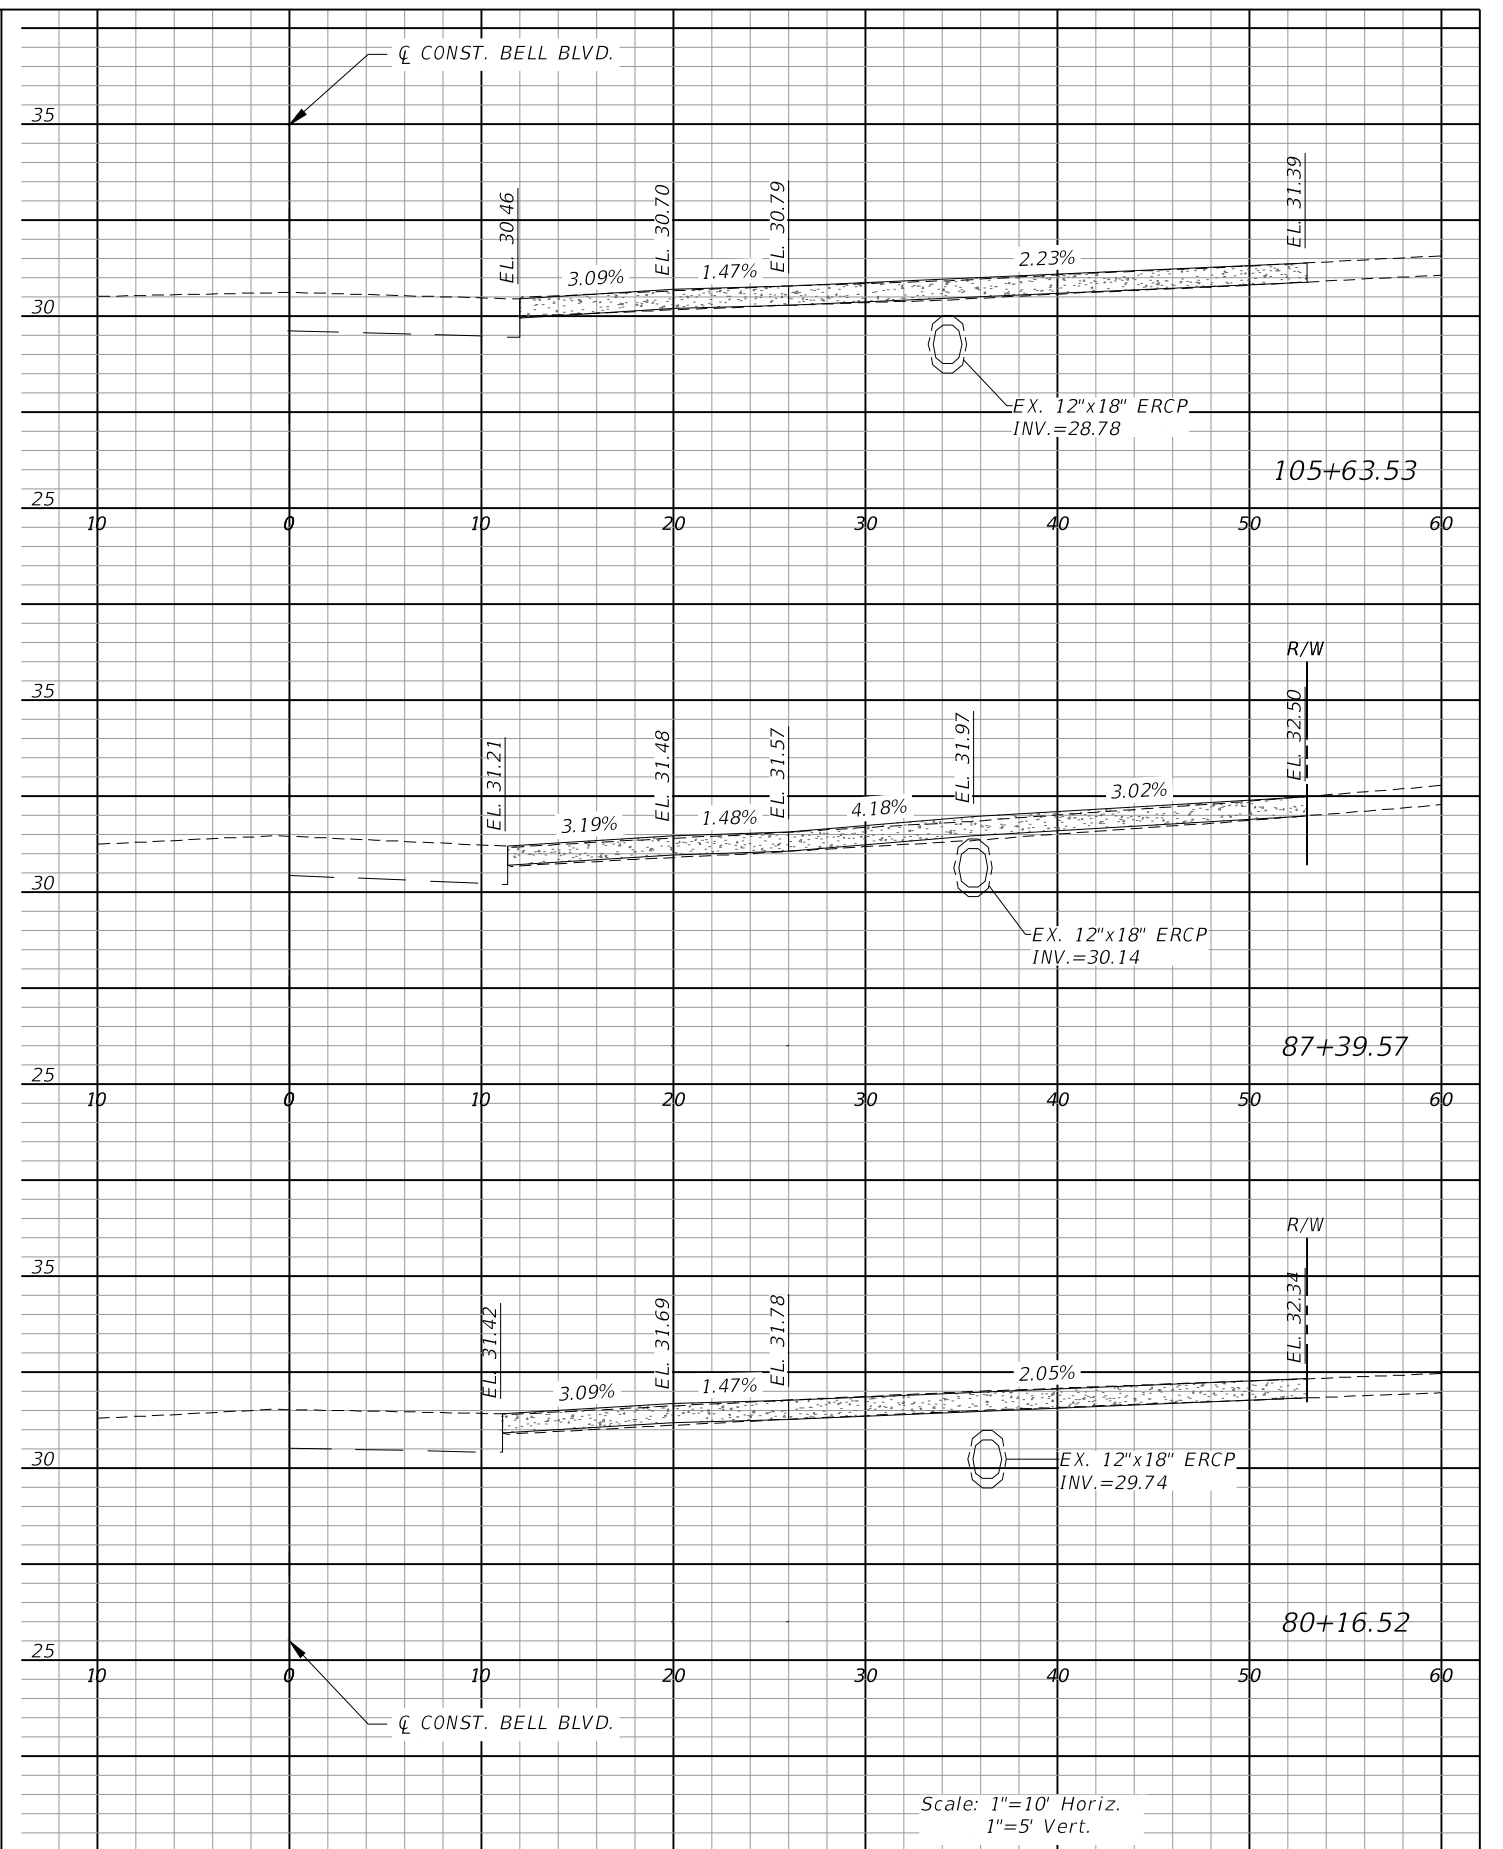 ℄ CONST. BELL BLVD.
35
EL. 30.46
EL. 30.70
EL. 30.79
EL. 31.39
3.09%
1.47%
2.23%
30
EX. 12"x18" ERCP
INV.=28.78
105+63.53
25
10 0 10 20 30 40 50 60
R/W
35
EL. 31.21
EL. 31.48
EL. 31.57
EL. 31.97
EL. 32.50
3.19%
1.48%
4.18%
3.02%
30
EX. 12"x18" ERCP
INV.=30.14
87+39.57
25
10 0 10 20 30 40 50 60
R/W
35
EL. 31.42
EL. 31.69
EL. 31.78
EL. 32.34
3.09%
1.47%
2.05%
30
EX. 12"x18" ERCP
INV.=29.74
80+16.52
25
10 0 10 20 30 40 50 60
℄ CONST. BELL BLVD.
Scale: 1"=10' Horiz.
1"=5' Vert.